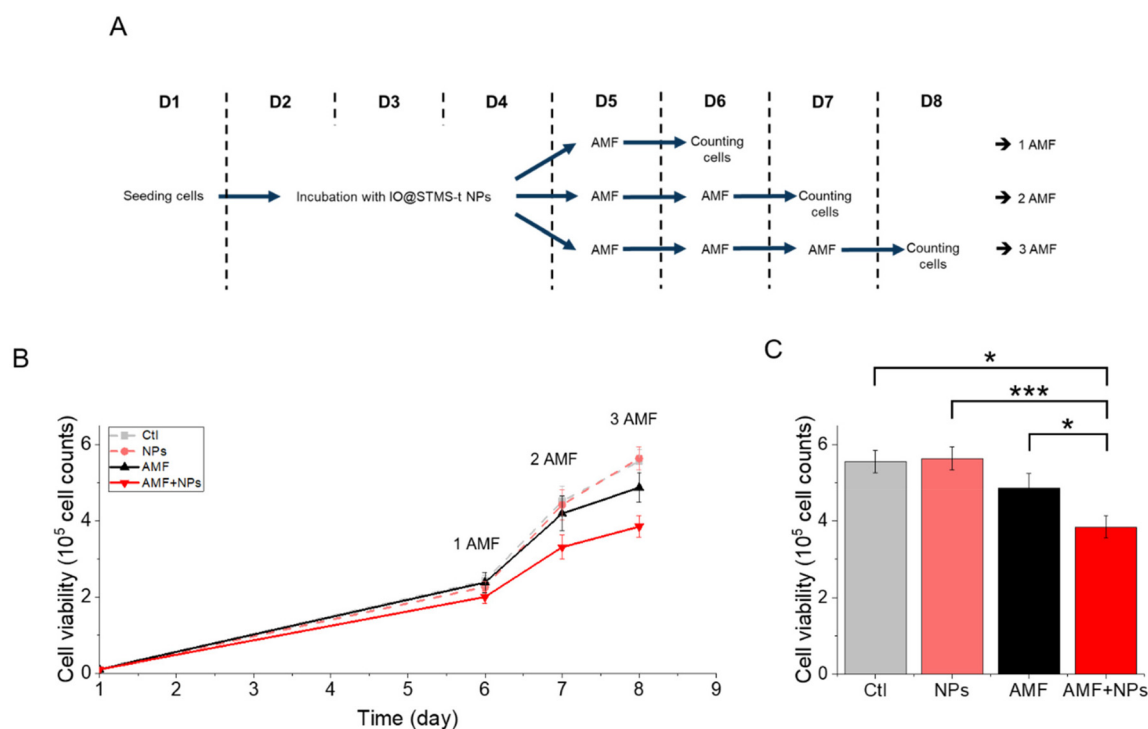 A
D1 D2 D3 D4 D5 D6 D7 D8
AMF Counting cells ➔ 1 AMF
Seeding cells Incubation with IO@STMS-t NPs AMF AMF Counting cells ➔ 2 AMF
AMF AMF AMF Counting cells ➔ 3 AMF
B
Cell viability (10⁵ cell counts)
6
4
2
0
Ctl
NPs
AMF
AMF+NPs
1 AMF
2 AMF
3 AMF
1 2 3 4 5 6 7 8 9
Time (day)
C
Cell viability (10⁵ cell counts)
6
4
2
0
*
***
*
Ctl NPs AMF AMF+NPs